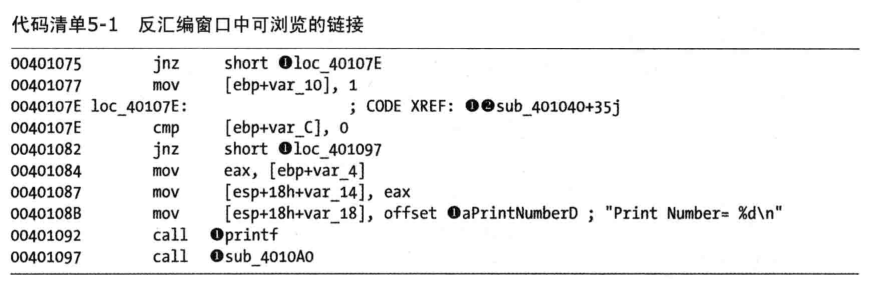 代码清单5-1 反汇编窗口中可浏览的链接
00401075 jnz short ❶loc_40107E
00401077 mov [ebp+var_10], 1
0040107E loc_40107E: ; CODE XREF: ❶❷sub_401040+35j
0040107E cmp [ebp+var_C], 0
00401082 jnz short ❶loc_401097
00401084 mov eax, [ebp+var_4]
00401087 mov [esp+18h+var_14], eax
0040108B mov [esp+18h+var_18], offset ❶aPrintNumberD ; "Print Number= %d\n"
00401092 call ❶printf
00401097 call ❶sub_4010A0